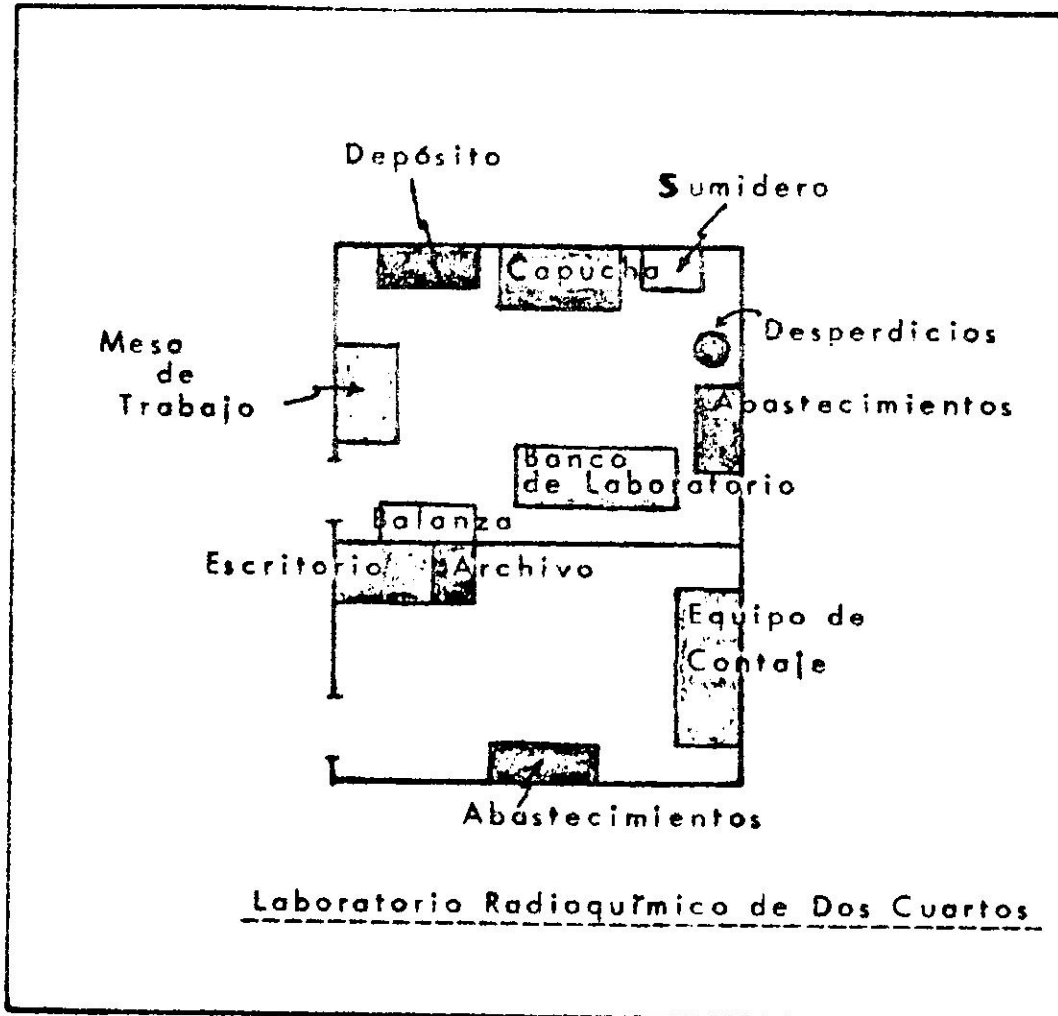 Depósito
Sumidero
Capucha
Desperdicios
Mesa
de
Trabajo
Abastecimientos
Banco
de Laboratorio
Balanza
Escritorio
Archivo
Equipo de
Contaje
Abastecimientos
Laboratorio Radioquímico de Dos Cuartos